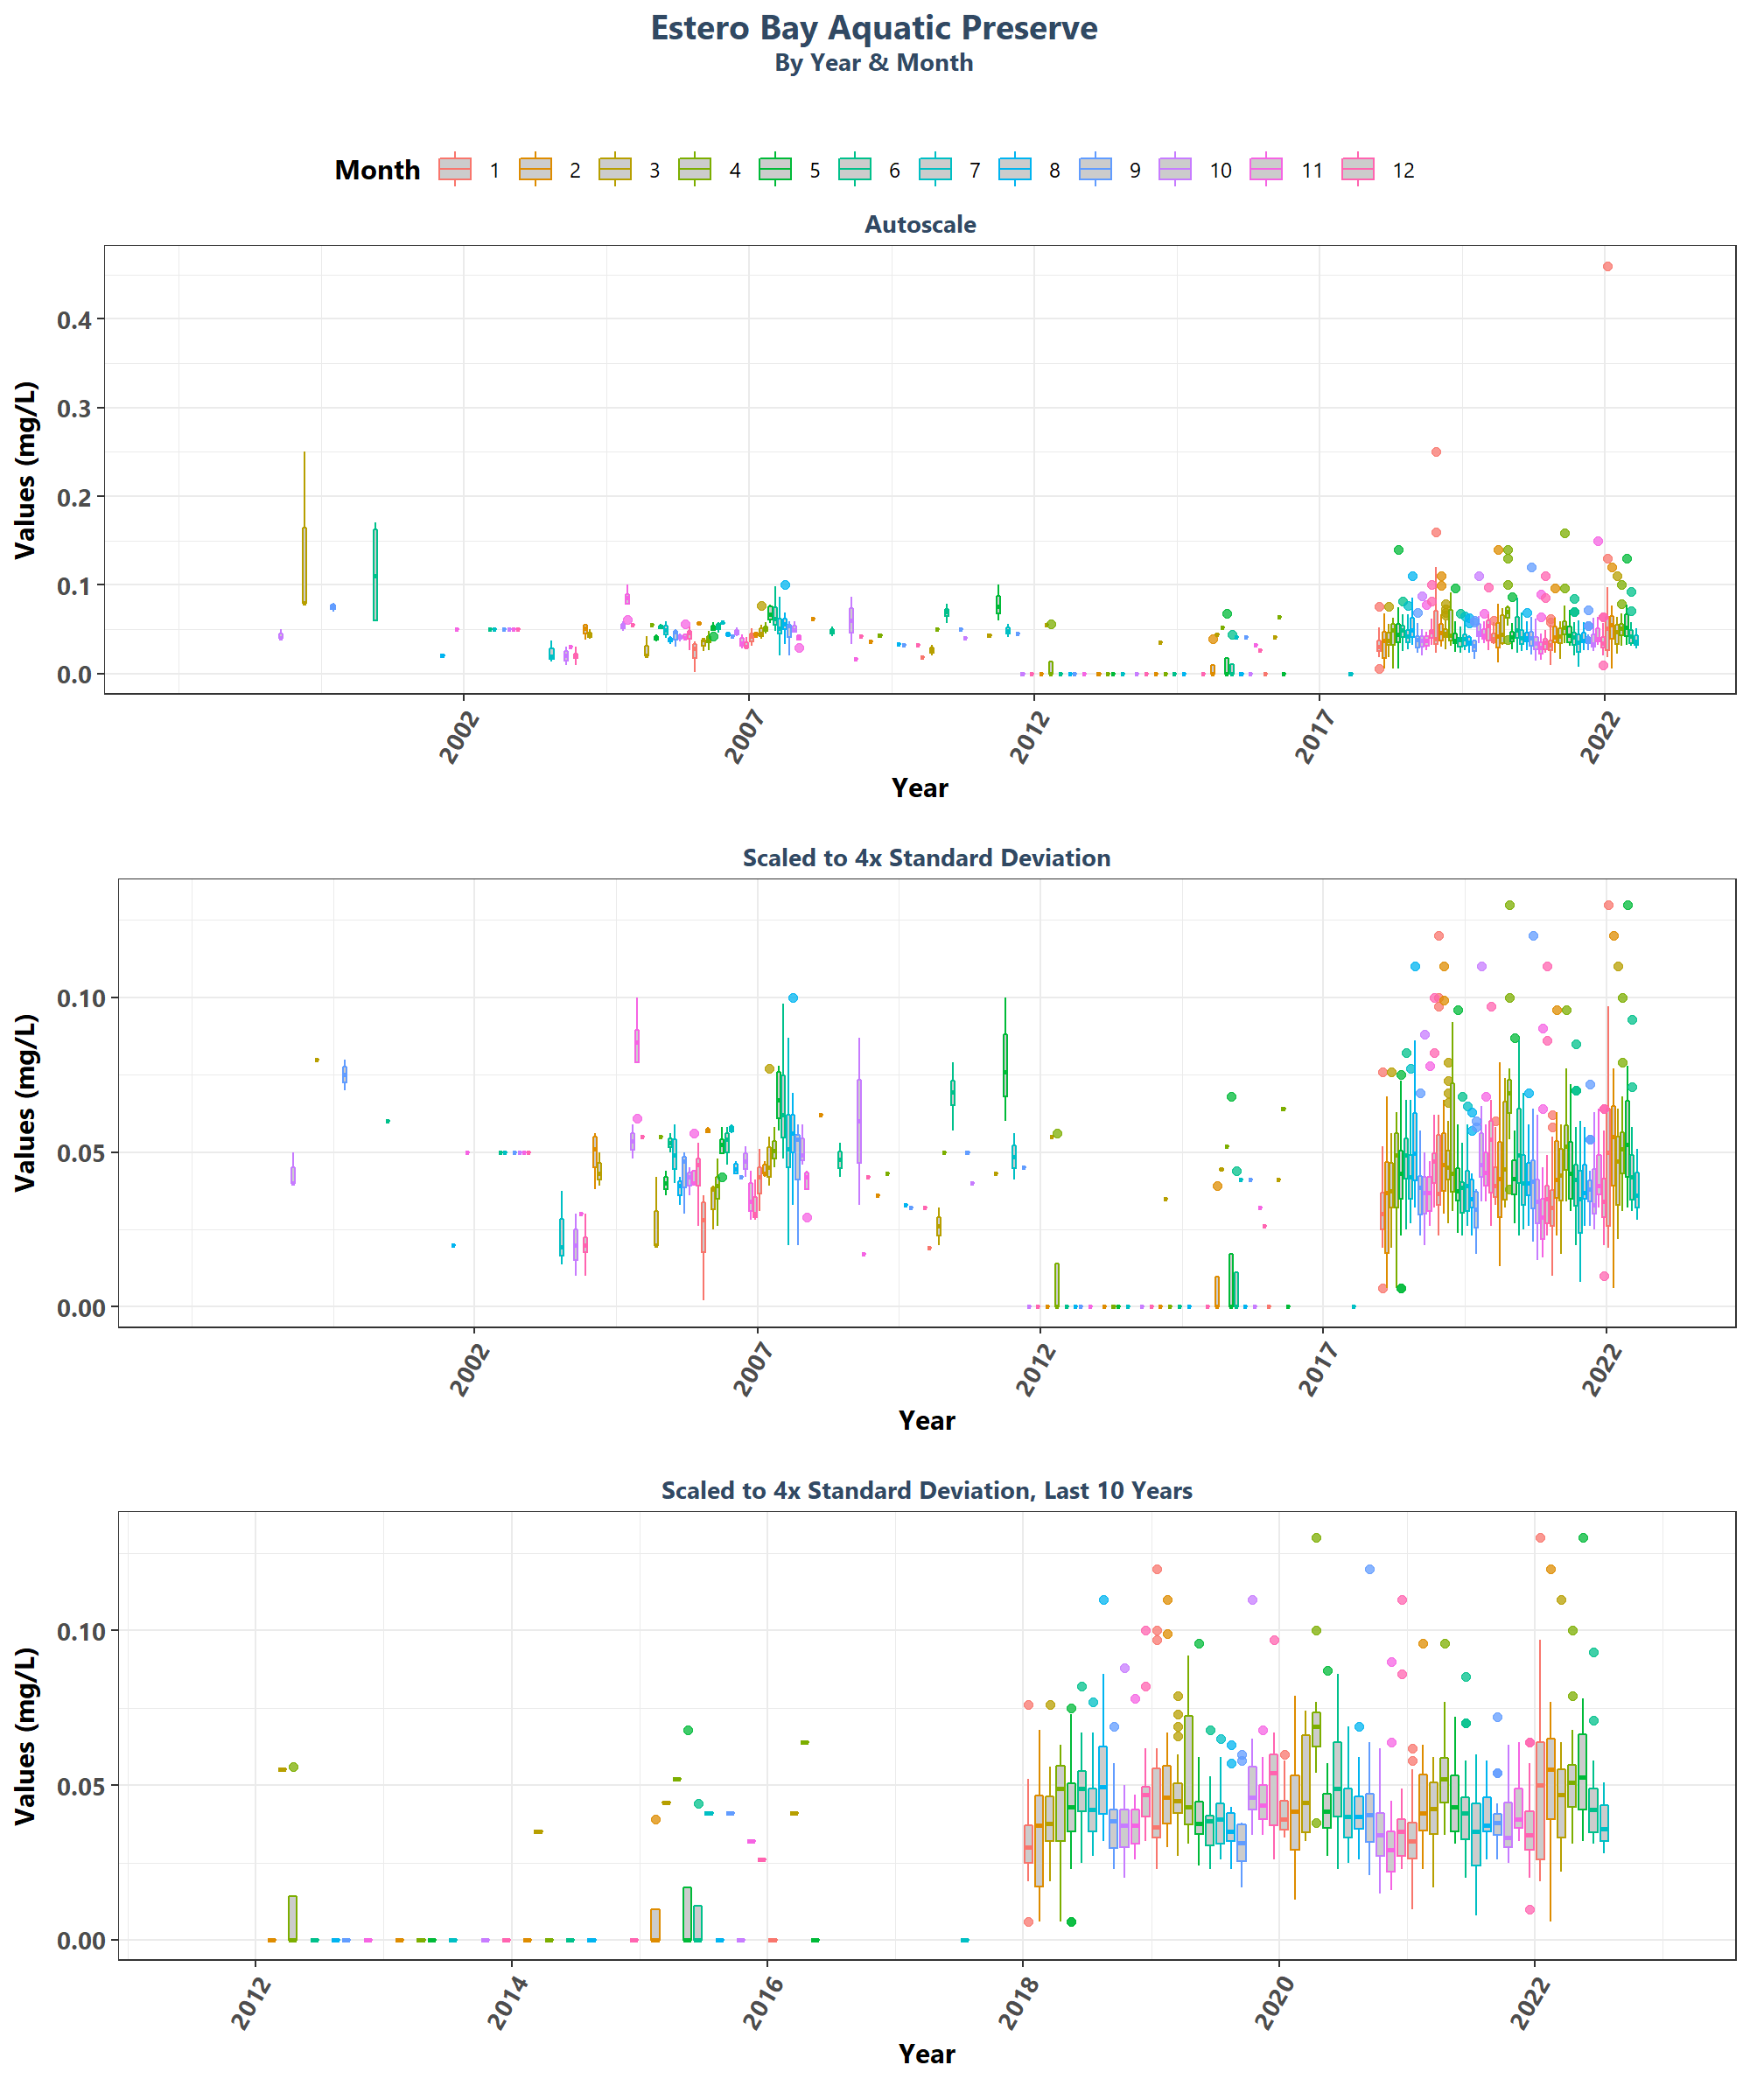 Estero Bay Aquatic Preserve
By Year & Month
Month 1 2 3 4 5 6 7 8 9 10 11 12
Autoscale
Values (mg/L)
0.4
0.3
0.2
0.1
0.0
2002 2007 2012 2017 2022
Year
Scaled to 4x Standard Deviation
Values (mg/L)
0.10
0.05
0.00
2002 2007 2012 2017 2022
Year
Scaled to 4x Standard Deviation, Last 10 Years
Values (mg/L)
0.10
0.05
0.00
2012 2014 2016 2018 2020 2022
Year